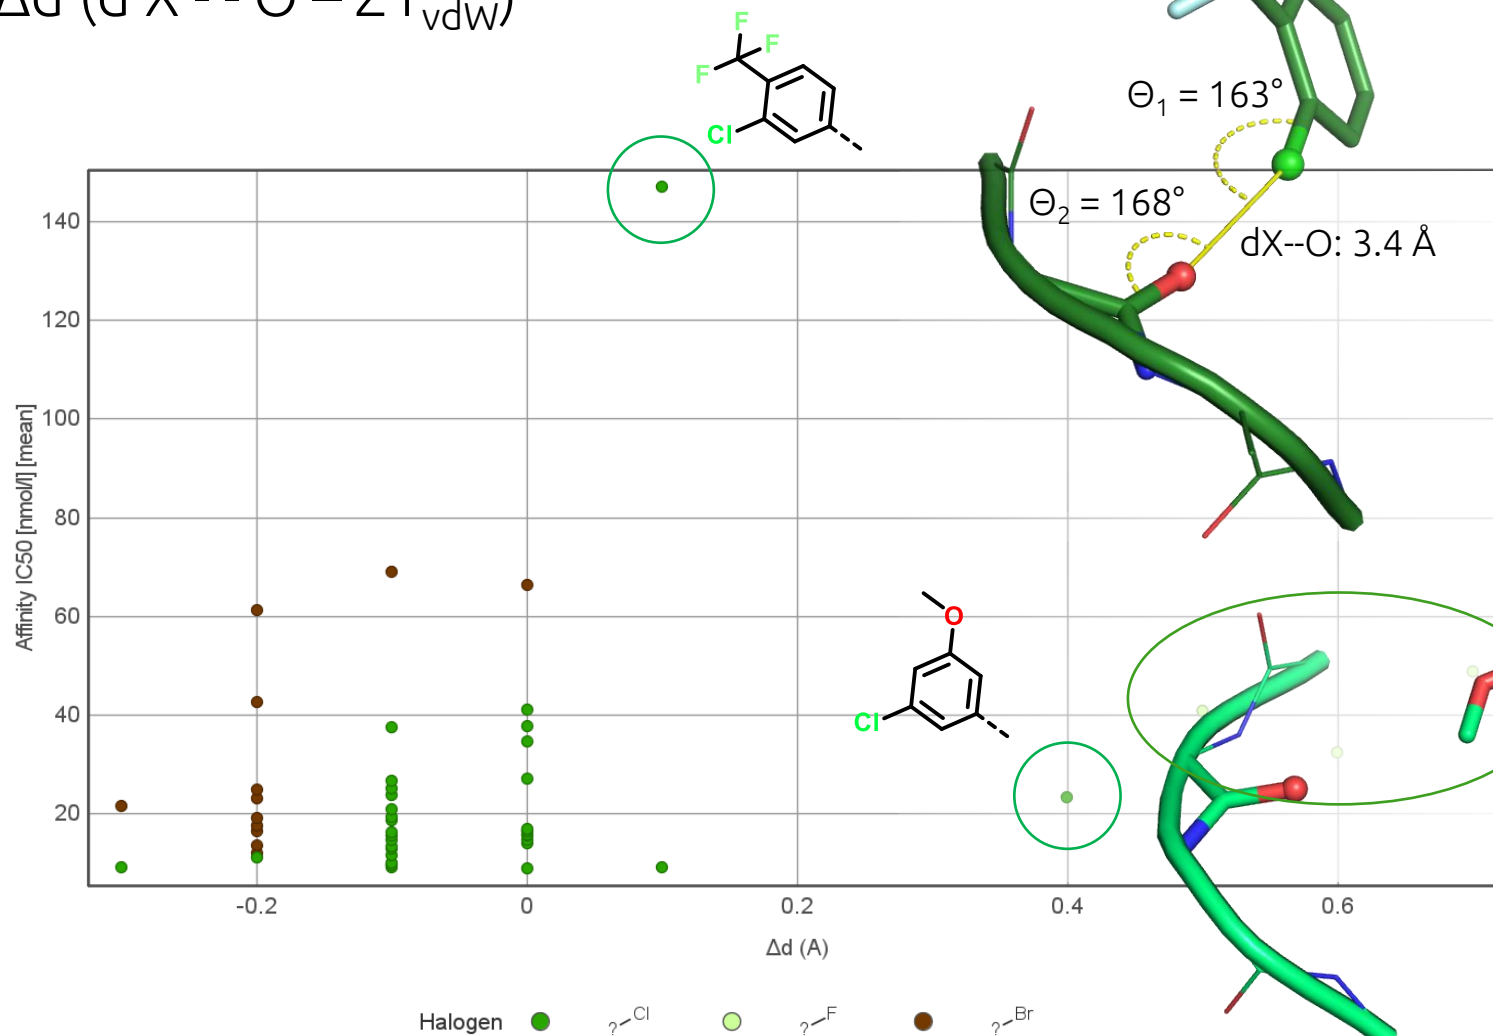 Δd (d X - - O – Σ r vdW)
F
F
F
Cl
Θ1 = 163°
Θ2 = 168°
dX--O: 3.4 Å
140
120
100
80
60
40
20
Affinity IC50 [nmol/l] [mean]
O
Cl
-0.2
0
0.2
0.4
0.6
Δd (A)
Halogen
?-Cl
?-F
?-Br